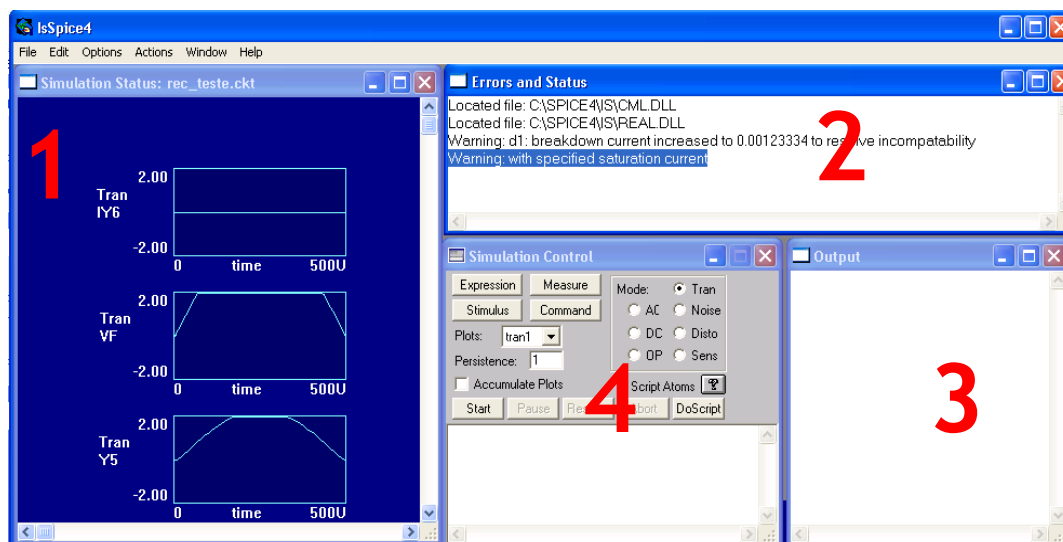 IsSpice4
File Edit Options Actions Window Help
Simulation Status: rec_teste.ckt
1
2.00
Tran
IY6
-2.00
0 time 500U
2.00
Tran
VF
-2.00
0 time 500U
2.00
Tran
Y5
-2.00
0 time 500U
Errors and Status
Located file: C:\SPICE4\IS\CML.DLL
Located file: C:\SPICE4\IS\REAL.DLL
Warning: d1: breakdown current increased to 0.00123334 to resolve incompatability
Warning: with specified saturation current
2
Simulation Control
Expression Measure
Stimulus Command
Plots: tran1
Persistence: 1
Accumulate Plots
Mode: Tran
AC Noise
DC Disto
OP Sens
Script Atoms ?
Start Pause Abort DoScript
4
Output
3